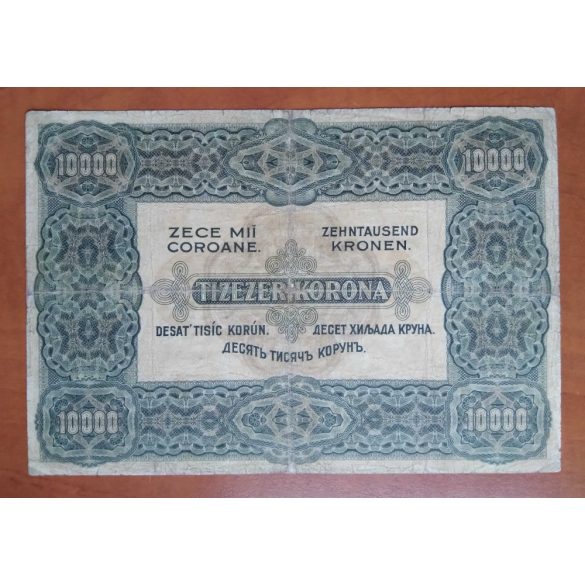 10000 10000
ZECE MII
COROANE.
ZEHNTAUSEND
KRONEN.
TIZEZER KORONA
DESAT' TISÍC KORÚN. ДЕСЕТ ХИЉАДА КРУНА.
ДЕСЯТЬ ТИСЯЧЪ КОРУНЪ.
10000 10000